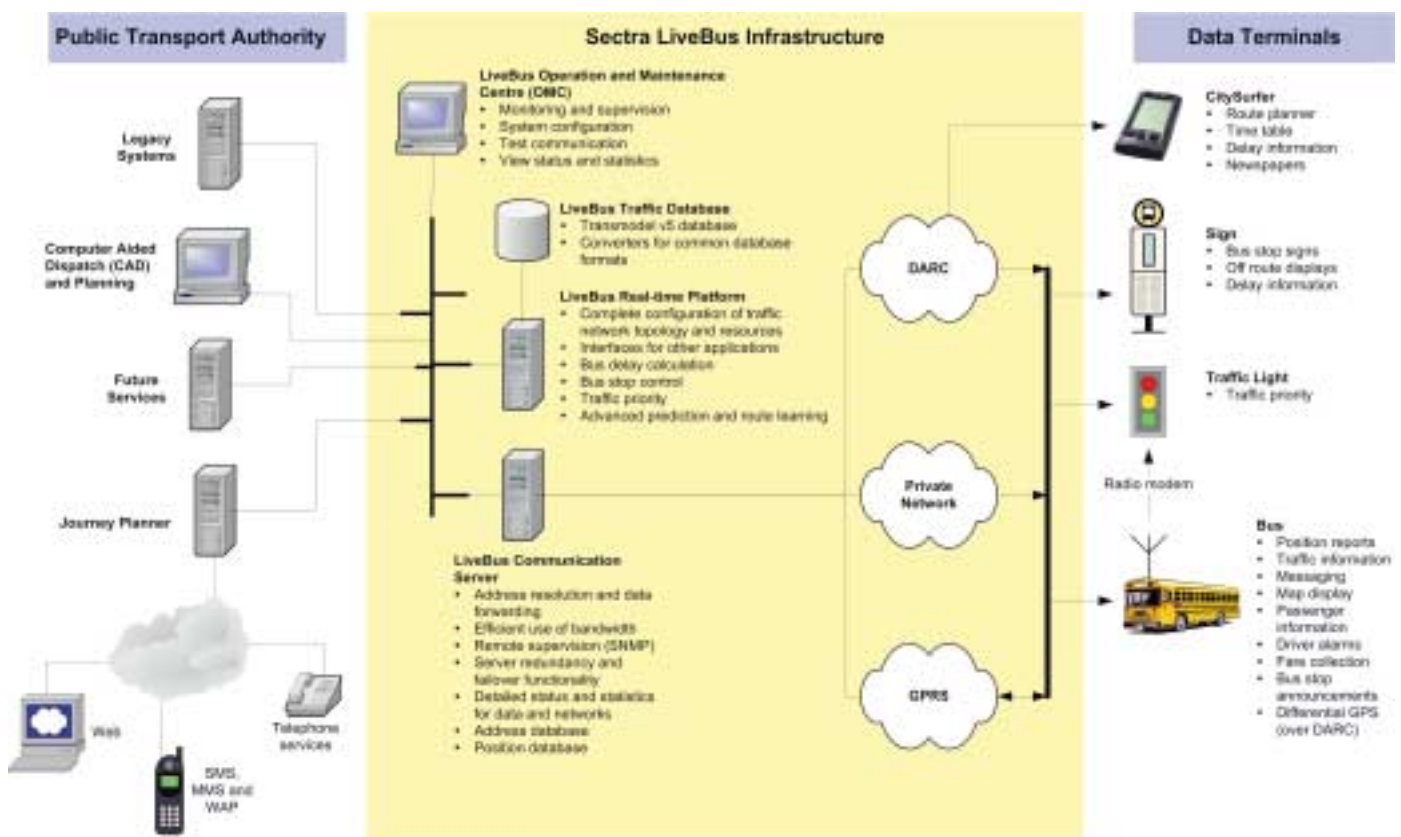 Public Transport Authority
Legacy
Systems
Computer Aided
Dispatch (CAD)
and Planning
Future
Services
Journey Planner
Web
SMS,
MMS and
WAP
Telephone
services
Sectra LiveBus Infrastructure
LiveBus Operation and Maintenance
Centre (OMC)
• Monitoring and supervision
• System configuration
• Test communication
• View status and statistics
LiveBus Traffic Database
• Transmodel v5 database
• Converters for common database
formats
LiveBus Real-time Platform
• Complete configuration of traffic
network topology and resources
• Interfaces for other applications
• Bus delay calculation
• Bus stop control
• Traffic priority
• Advanced prediction and route learning
LiveBus Communication
Server
• Address resolution and data
forwarding
• Efficient use of bandwidth
• Remote supervision (SNMP)
• Server redundancy and
failover functionality
• Detailed status and statistics
for data and networks
• Address database
• Position database
DARC
Private
Network
GPRS
Data Terminals
CitySurfer
• Route planner
• Time table
• Delay information
• Newspapers
Sign
• Bus stop signs
• Off route displays
• Delay information
Traffic Light
• Traffic priority
Radio modem
Bus
• Position reports
• Traffic information
• Messaging
• Map display
• Passenger
information
• Driver alarms
• Fare collection
• Bus stop
announcements
• Differential GPS
(over DARC)